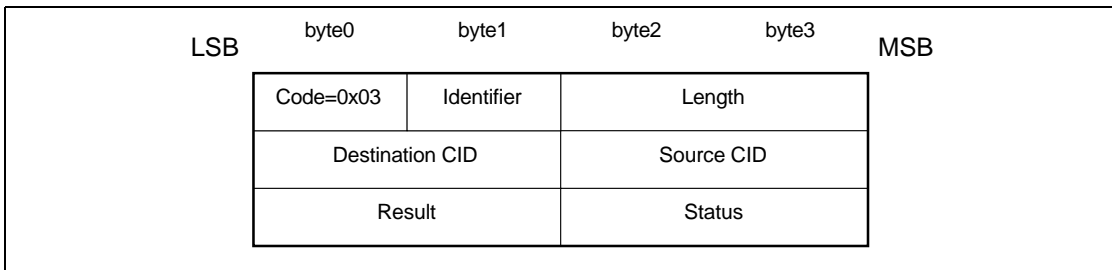 byte0 byte1 byte2 byte3
LSB MSB
Code=0x03 Identifier Length
Destination CID Source CID
Result Status